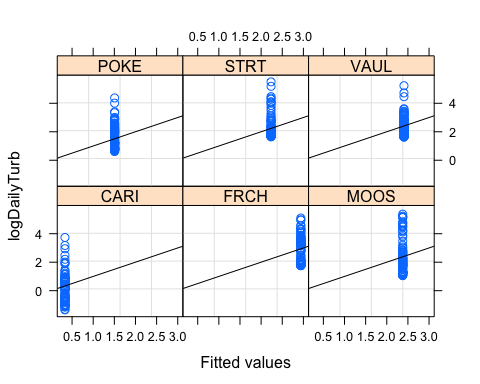 0.5 1.0 1.5 2.0 2.5 3.0
POKE STRT VAUL
4
2
0
logDailyTurb
CARI FRCH MOOS
4
2
0
0.5 1.0 1.5 2.0 2.5 3.0 0.5 1.0 1.5 2.0 2.5 3.0
Fitted values